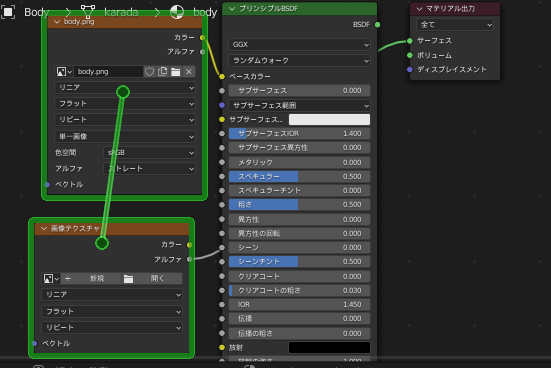 Body > karada > body
body.png
カラー
アルファ
body.png
リニア
フラット
リピート
単一画像
色空間 sRGB
アルファ ストレート
ベクトル
画像テクスチャ
カラー
アルファ
+ 新規 開く
リニア
フラット
リピート
ベクトル
プリンシプルBSDF
BSDF
GGX
ランダムウォーク
ベースカラー
サブサーフェス 0.000
サブサーフェス範囲
サブサーフェス...
サブサーフェスIOR 1.400
サブサーフェス異方性 0.000
メタリック 0.000
スペキュラー 0.500
スペキュラーチント 0.000
粗さ 0.500
異方性 0.000
異方性の回転 0.000
シーン 0.000
シーンチント 0.500
クリアコート 0.000
クリアコートの粗さ 0.030
IOR 1.450
伝播 0.000
伝播の粗さ 0.000
放射
放射の強さ 1.000
マテリアル出力
全て
サーフェス
ボリューム
ディスプレイスメント